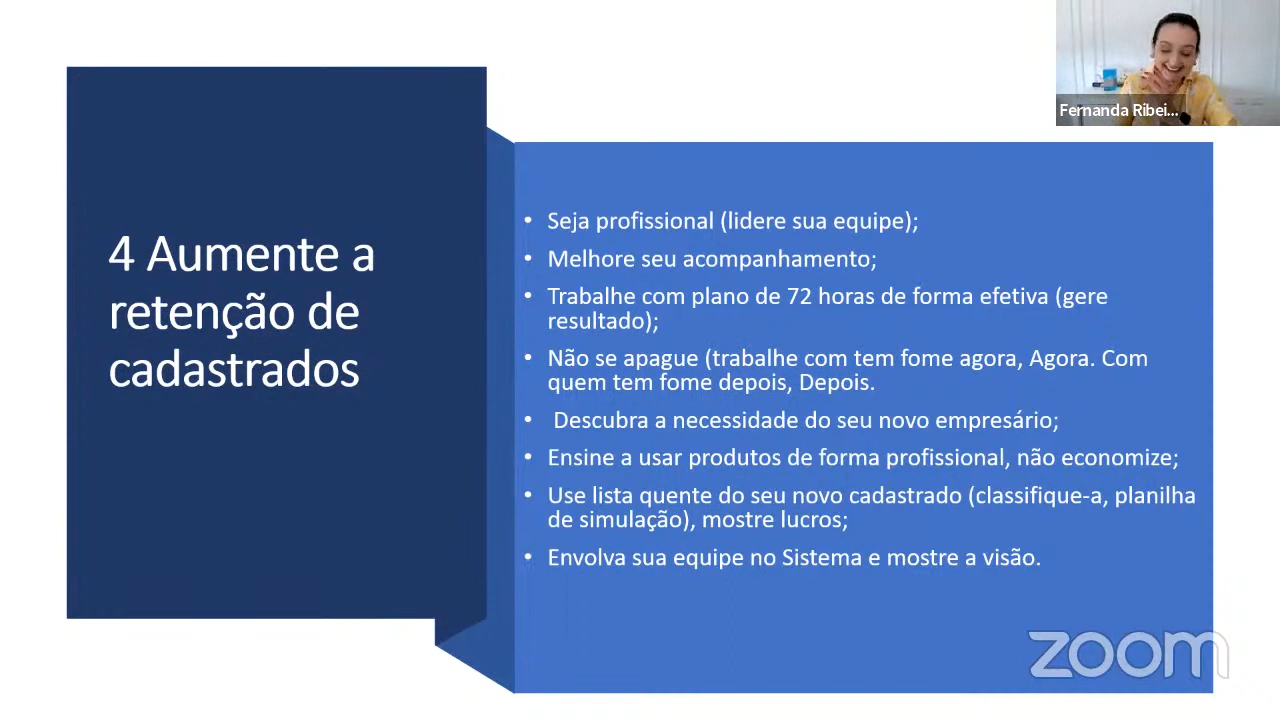 Fernanda Ribei...
4 Aumente a
retenção de
cadastrados
• Seja profissional (lidere sua equipe);
• Melhore seu acompanhamento;
• Trabalhe com plano de 72 horas de forma efetiva (gere
resultado);
• Não se apague (trabalhe com tem fome agora, Agora. Com
quem tem fome depois, Depois.
• Descubra a necessidade do seu novo empresário;
• Ensine a usar produtos de forma profissional, não economize;
• Use lista quente do seu novo cadastrado (classifique-a, planilha
de simulação), mostre lucros;
• Envolva sua equipe no Sistema e mostre a visão.
zoom